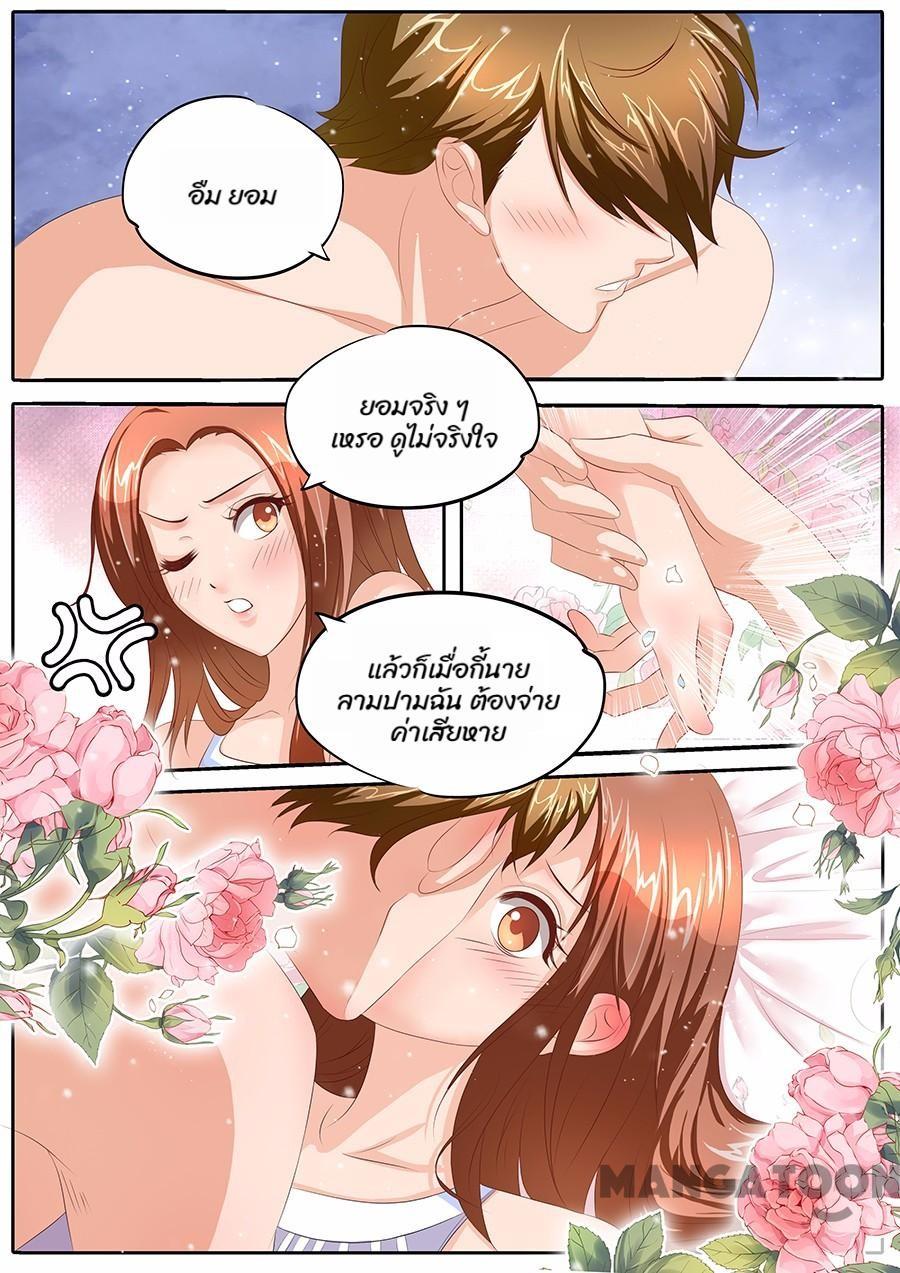 อืม ยอม
ยอมจริง ๆ
เหรอ ดูไม่จริงใจ
แล้วก็เมื่อกี้นาย
ลามปามฉัน ต้องจ่าย
ค่าเสียหาย
MANGATOON